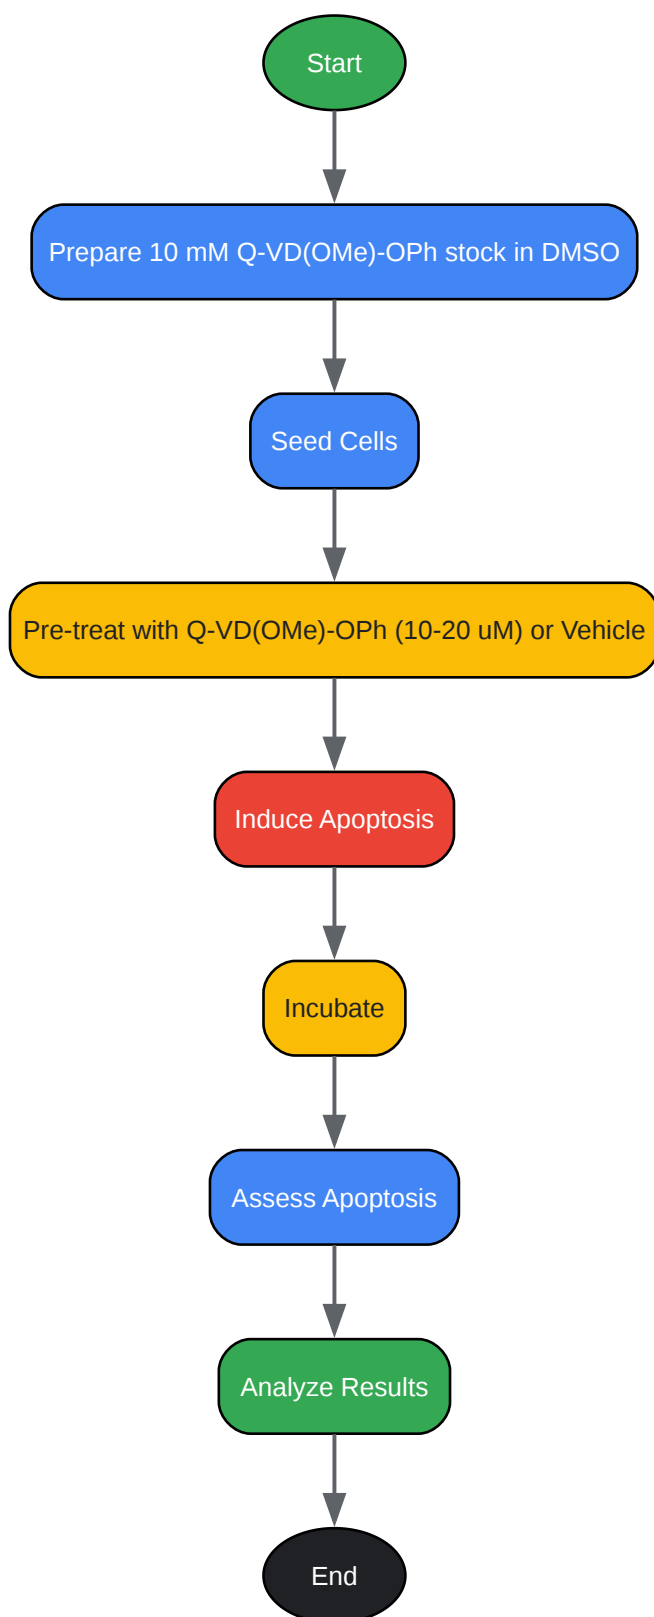 Start
Prepare 10 mM Q-VD(OMe)-OPh stock in DMSO
Seed Cells
Pre-treat with Q-VD(OMe)-OPh (10-20 uM) or Vehicle
Induce Apoptosis
Incubate
Assess Apoptosis
Analyze Results
End